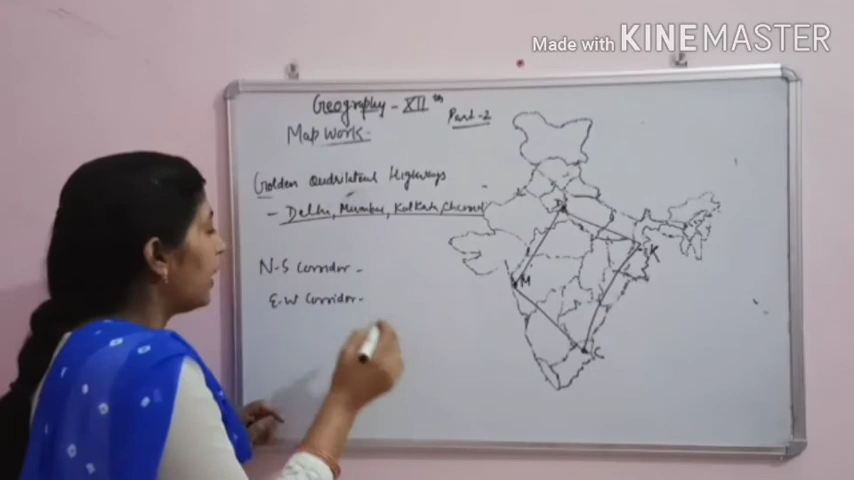 Made with KINEMASTER
Geography - XII th
Part-2
Map Work:-
Golden Quadrilateral Highways
- Delhi, Mumbai, Kolkata, Chennai
D
K
M
N-S Corridor -
E-W Corridor-
C